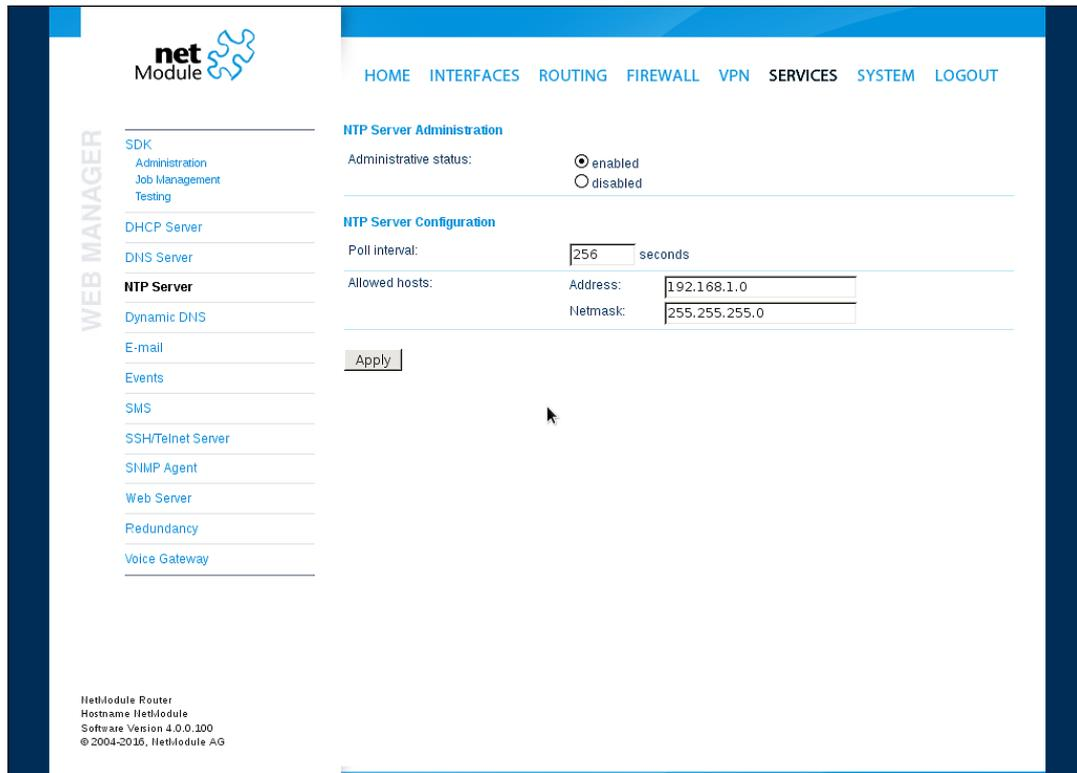 net
Module
HOME INTERFACES ROUTING FIREWALL VPN SERVICES SYSTEM LOGOUT
WEB MANAGER
SDK
Administration
Job Management
Testing
DHCP Server
DNS Server
NTP Server
Dynamic DNS
E-mail
Events
SMS
SSH/Telnet Server
SNMP Agent
Web Server
Redundancy
Voice Gateway
NTP Server Administration
Administrative status:
enabled
disabled
NTP Server Configuration
Poll interval: 256 seconds
Allowed hosts: Address: 192.168.1.0
Netmask: 255.255.255.0
Apply
NetModule Router
Hostname NetModule
Software Version 4.0.0.100
© 2004-2016, NetModule AG